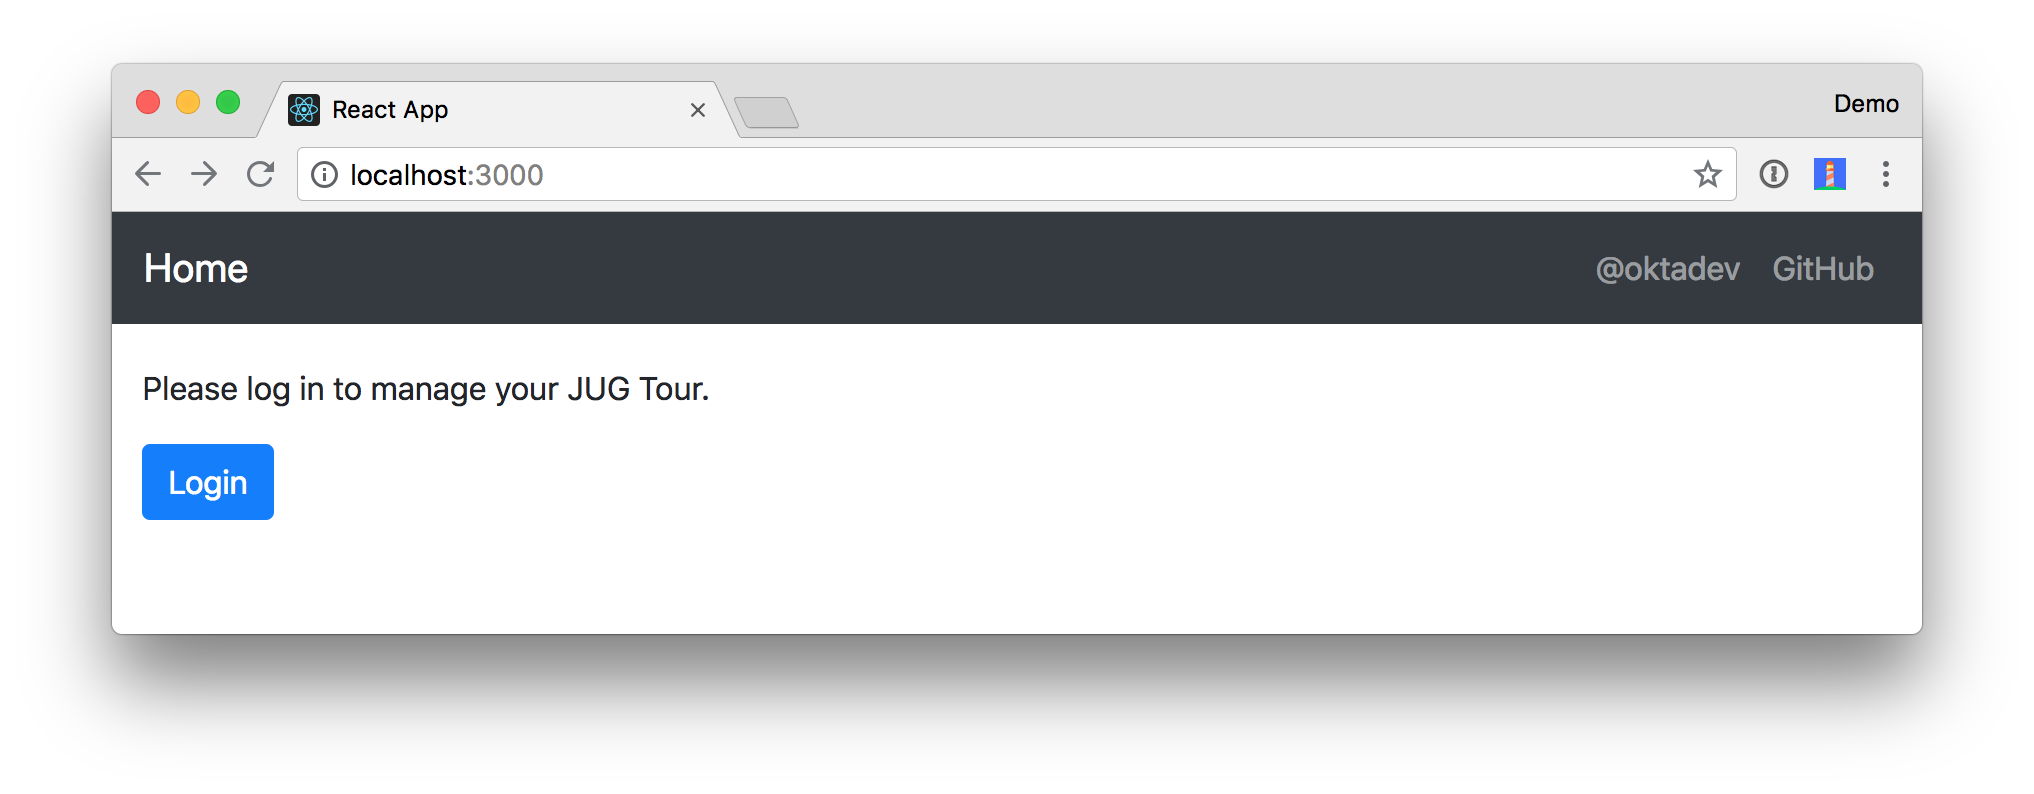 React App
Demo
localhost:3000
Home
@oktadev GitHub
Please log in to manage your JUG Tour.
Login